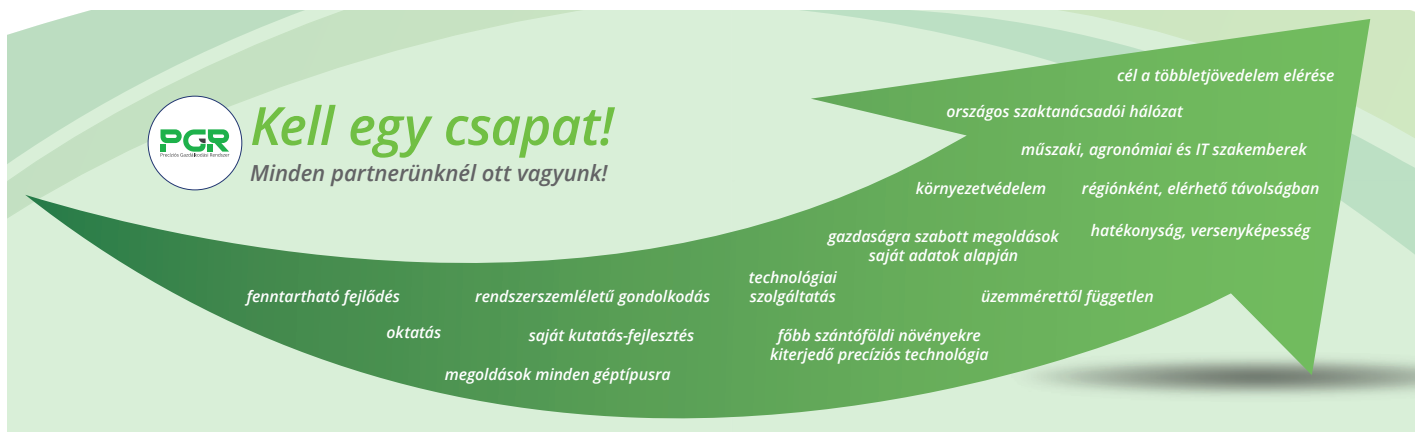 PGR
Precíziós Gazdálkodási Rendszer
Kell egy csapat!
Minden partnerünknél ott vagyunk!
cél a többletjövedelem elérése
országos szaktanácsadói hálózat
műszaki, agronómiai és IT szakemberek
környezetvédelem
régiónként, elérhető távolságban
hatékonyság, versenyképesség
gazdaságra szabott megoldások
saját adatok alapján
technológiai
szolgáltatás
üzemmérettől független
fenntartható fejlődés
rendszerszemléletű gondolkodás
oktatás
saját kutatás-fejlesztés
főbb szántóföldi növényekre
kiterjedő precíziós technológia
megoldások minden géptípusra